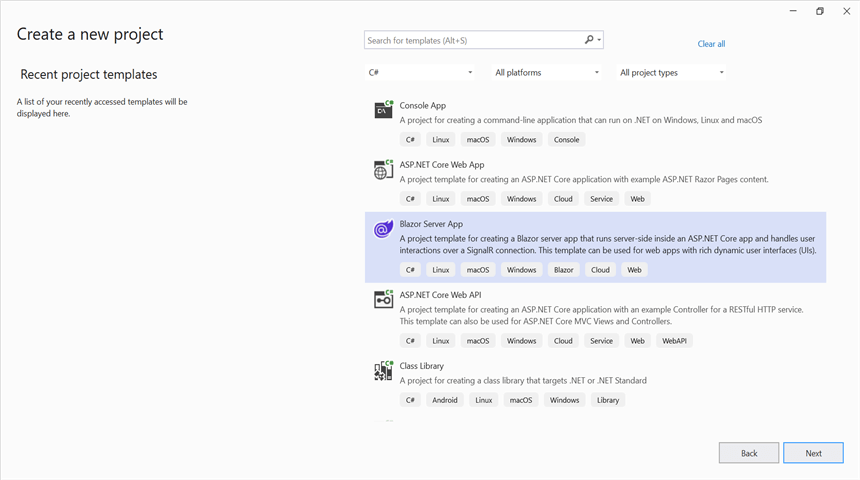 Create a new project
Recent project templates
A list of your recently accessed templates will be
displayed here.
Search for templates (Alt+S)
Clear all
C# All platforms All project types
Console App
A project for creating a command-line application that can run on .NET on Windows, Linux and macOS
C# Linux macOS Windows Console
ASP.NET Core Web App
A project template for creating an ASP.NET Core application with example ASP.NET Razor Pages content.
C# Linux macOS Windows Cloud Service Web
Blazor Server App
A project template for creating a Blazor server app that runs server-side inside an ASP.NET Core app and handles user
interactions over a SignalR connection. This template can be used for web apps with rich dynamic user interfaces (UIs).
C# Linux macOS Windows Blazor Cloud Web
ASP.NET Core Web API
A project template for creating an ASP.NET Core application with an example Controller for a RESTful HTTP service.
This template can also be used for ASP.NET Core MVC Views and Controllers.
C# Linux macOS Windows Cloud Service Web WebAPI
Class Library
A project for creating a class library that targets .NET or .NET Standard
C# Android Linux macOS Windows Library
Back Next